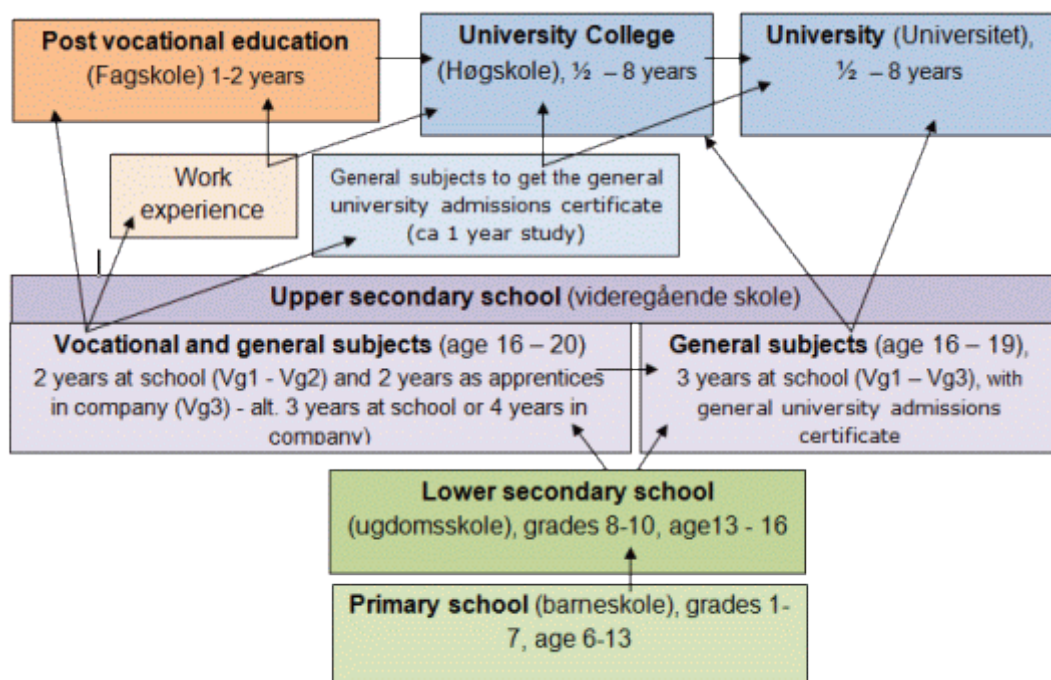 Post vocational education
(Fagskole) 1-2 years
University College
(Høgskole), ½ – 8 years
University (Universitet),
½ – 8 years
Work
experience
General subjects to get the general
university admissions certificate
(ca 1 year study)
Upper secondary school (videregående skole)
Vocational and general subjects (age 16 – 20)
2 years at school (Vg1 - Vg2) and 2 years as apprentices
in company (Vg3) - alt. 3 years at school or 4 years in
company)
General subjects (age 16 – 19),
3 years at school (Vg1 – Vg3), with
general university admissions
certificate
Lower secondary school
(ugdomsskole), grades 8-10, age13 - 16
Primary school (barneskole), grades 1-
7, age 6-13